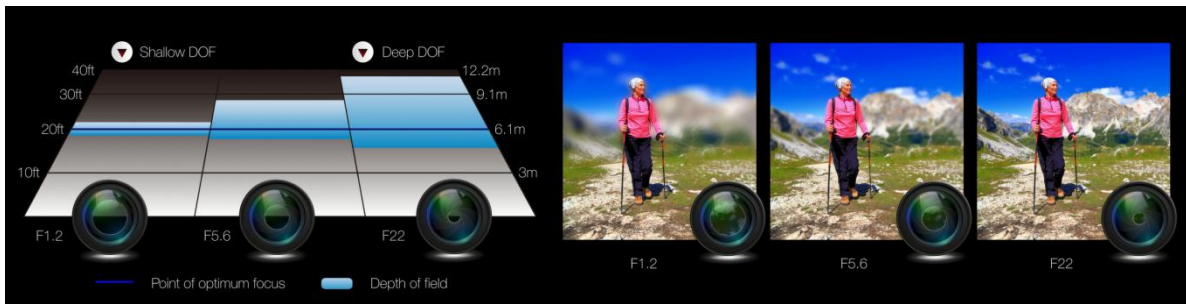 Shallow DOF
Deep DOF
40ft
12.2m
30ft
9.1m
20ft
6.1m
10ft
3m
F1.2
F5.6
F22
Point of optimum focus
Depth of field
F1.2
F5.6
F22